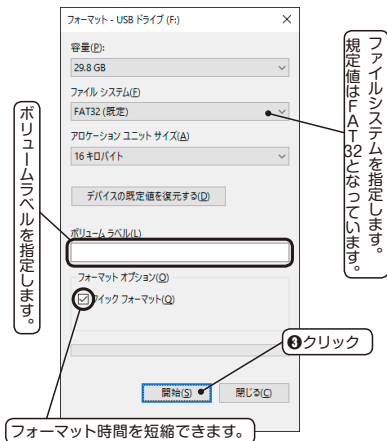 フォーマット - USB ドライブ (F:)
容量(P):
29.8 GB
ファイル システム(F)
FAT32 (既定)
アロケーション ユニット サイズ(A)
16 キロバイト
デバイスの既定値を復元する(D)
ボリューム ラベル(L)
フォーマット オプション(O)
クイック フォーマット(Q)
開始(S)
閉じる(C)
ファイルシステムを指定します。
規定値はFAT32となっています。
ボリュームラベルを指定します。
❸クリック
フォーマット時間を短縮できます。